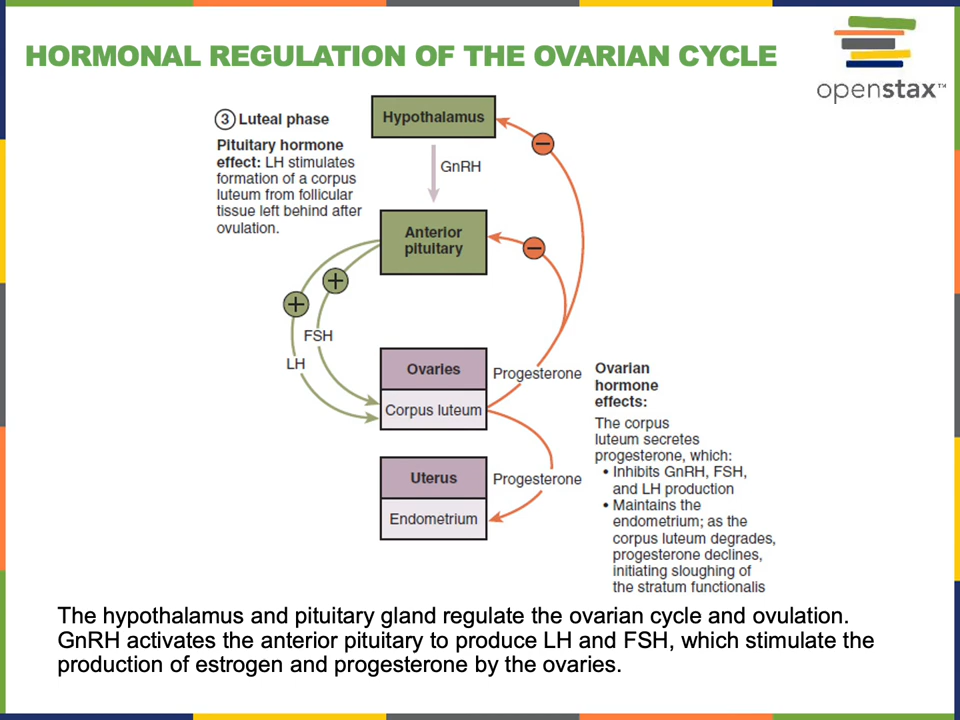 HORMONAL REGULATION OF THE OVARIAN CYCLE
openstax™
3 Luteal phase
Pituitary hormone
effect: LH stimulates
formation of a corpus
luteum from follicular
tissue left behind after
ovulation.
Hypothalamus
−
GnRH
Anterior
pituitary
−
+
+
FSH
LH
Ovaries
Corpus luteum
Progesterone
Uterus
Endometrium
Progesterone
Ovarian
hormone
effects:
The corpus
luteum secretes
progesterone, which:
• Inhibits GnRH, FSH,
and LH production
• Maintains the
endometrium; as the
corpus luteum degrades,
progesterone declines,
initiating sloughing of
the stratum functionalis
The hypothalamus and pituitary gland regulate the ovarian cycle and ovulation.
GnRH activates the anterior pituitary to produce LH and FSH, which stimulate the
production of estrogen and progesterone by the ovaries.